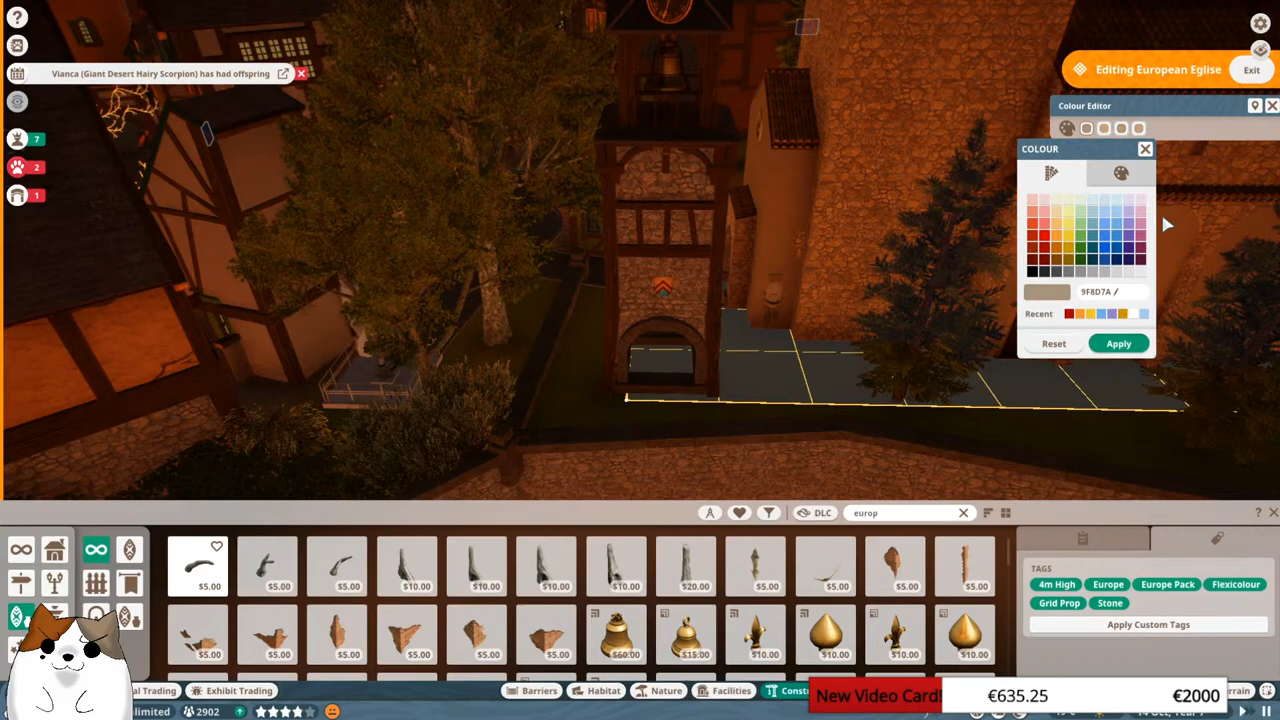 ?
Vianca (Giant Desert Hairy Scorpion) has had offspring
7
2
1
Editing European Eglise
Exit
Colour Editor
COLOUR
9F8D7A
Recent
Reset
Apply
DLC
europ
?
$5.00 $5.00 $5.00 $10.00 $10.00 $10.00 $10.00 $20.00 $5.00 $5.00 $5.00 $5.00
$5.00 $5.00 $5.00 $5.00 $5.00 $5.00 $60.00 $15.00 $10.00 $10.00 $10.00 $10.00
TAGS
4m High Europe Europe Pack Flexicolour
Grid Prop Stone
Apply Custom Tags
Trading Exhibit Trading Barriers Habitat Nature Facilities
New Video Card! €635.25 €2000
2902